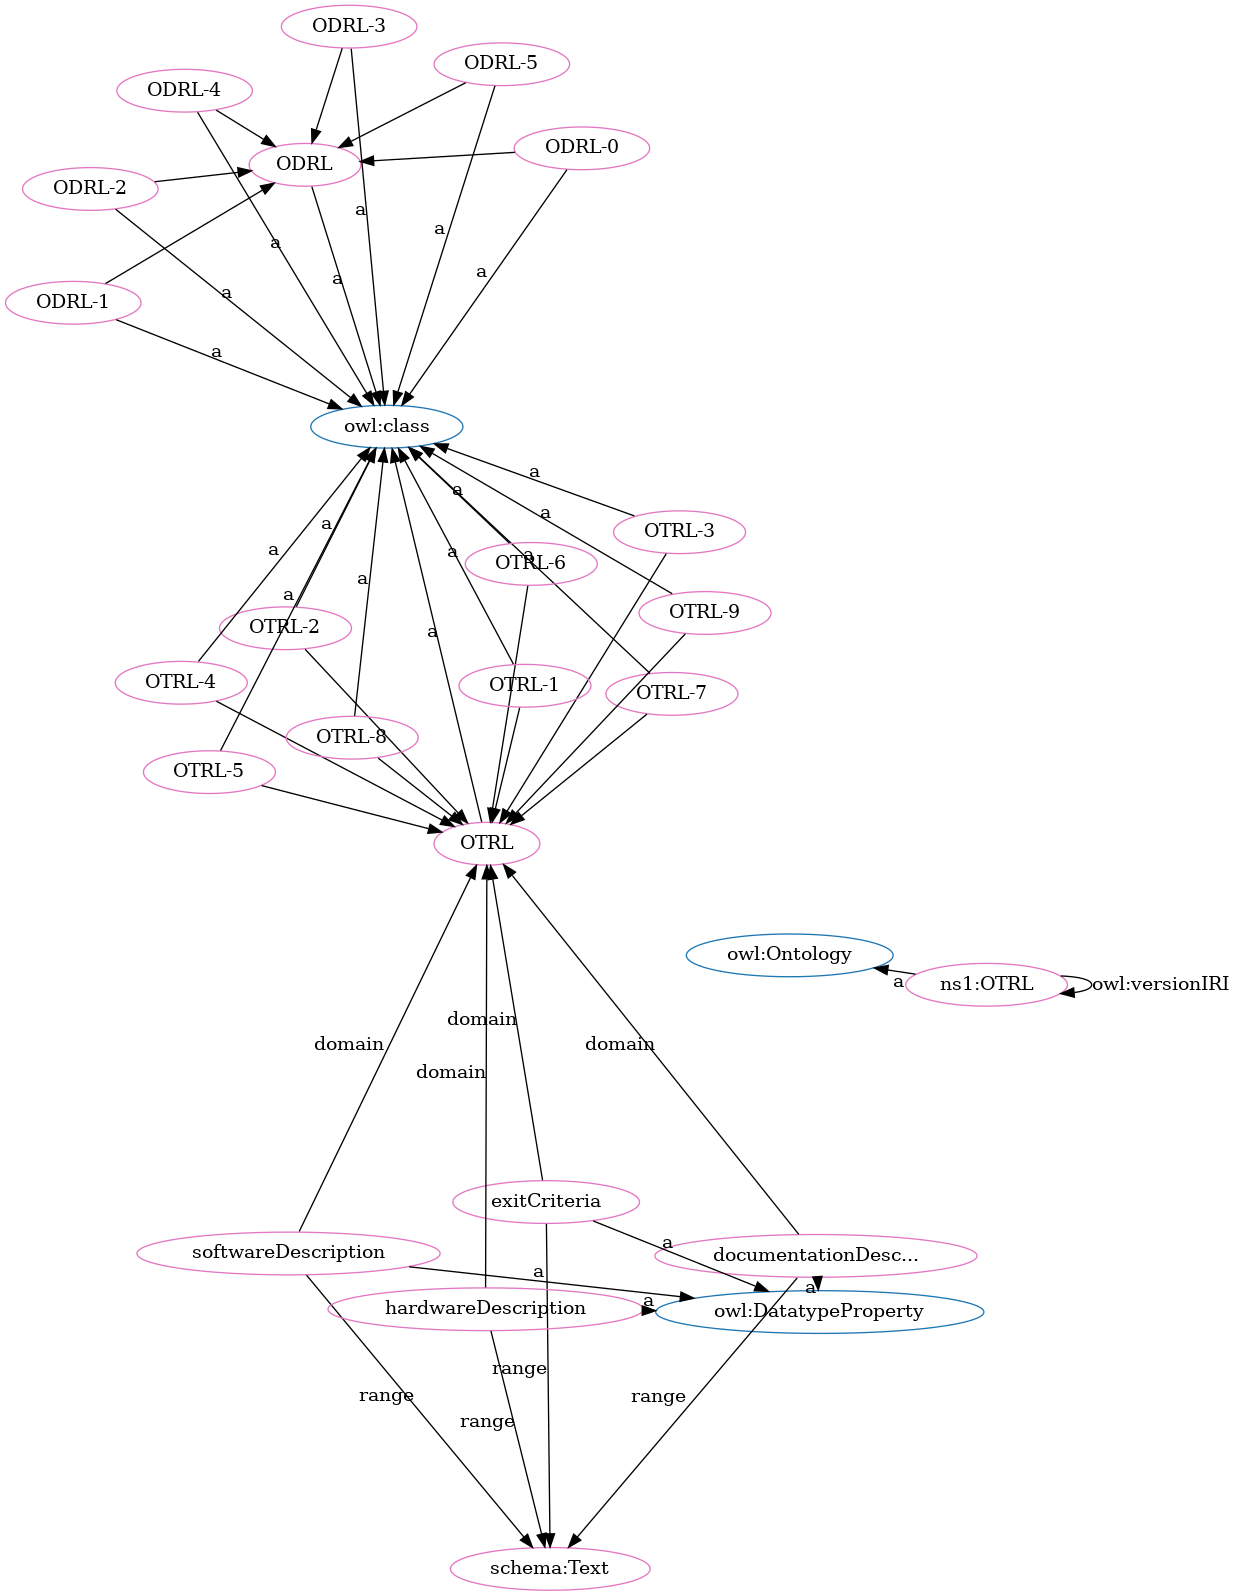 ODRL-3
ODRL-5
ODRL-4
ODRL-0
ODRL
ODRL-2
a
a
a
a
a
a
ODRL-1
a
a
owl:class
a
a
a
a
OTRL-3
a
a
a
OTRL-6
a
a
OTRL-9
OTRL-2
a
OTRL-4
OTRL-1
OTRL-7
OTRL-8
OTRL-5
OTRL
owl:Ontology
a
ns1:OTRL
owl:versionIRI
domain
domain
domain
domain
exitCriteria
softwareDescription
a
documentationDesc...
a
a
hardwareDescription
a
owl:DatatypeProperty
range
range
range
range
schema:Text